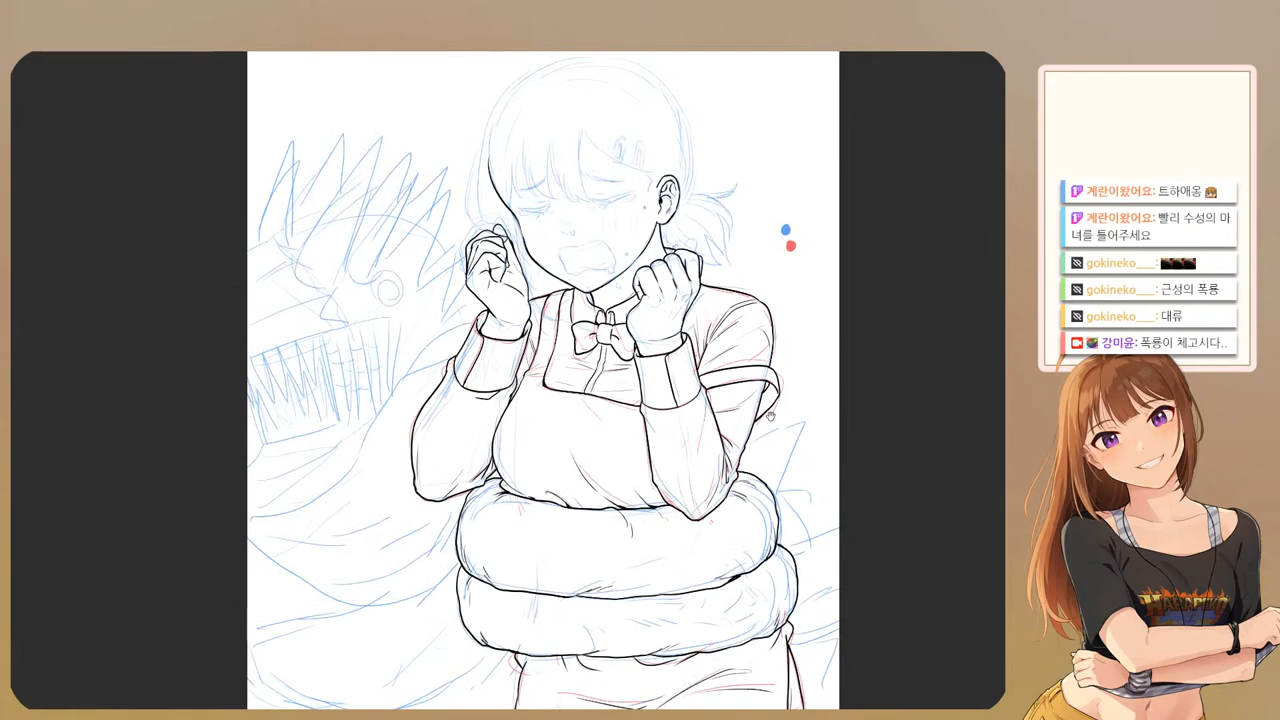 계란이왔어요: 트하애옹
계란이왔어요: 빨리 수성의 마
녀를 틀어주세요
gokineko___:
gokineko___: 근성의 폭룡
gokineko___: 대류
강미윤: 폭룡이 체고시다..